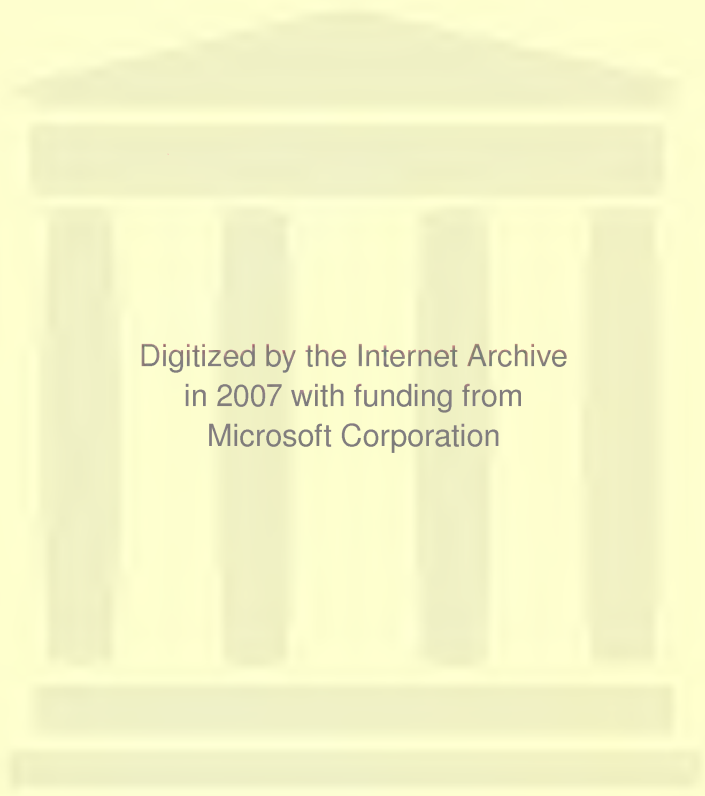 Digitized by the Internet Archive
in 2007 with funding from
Microsoft Corporation